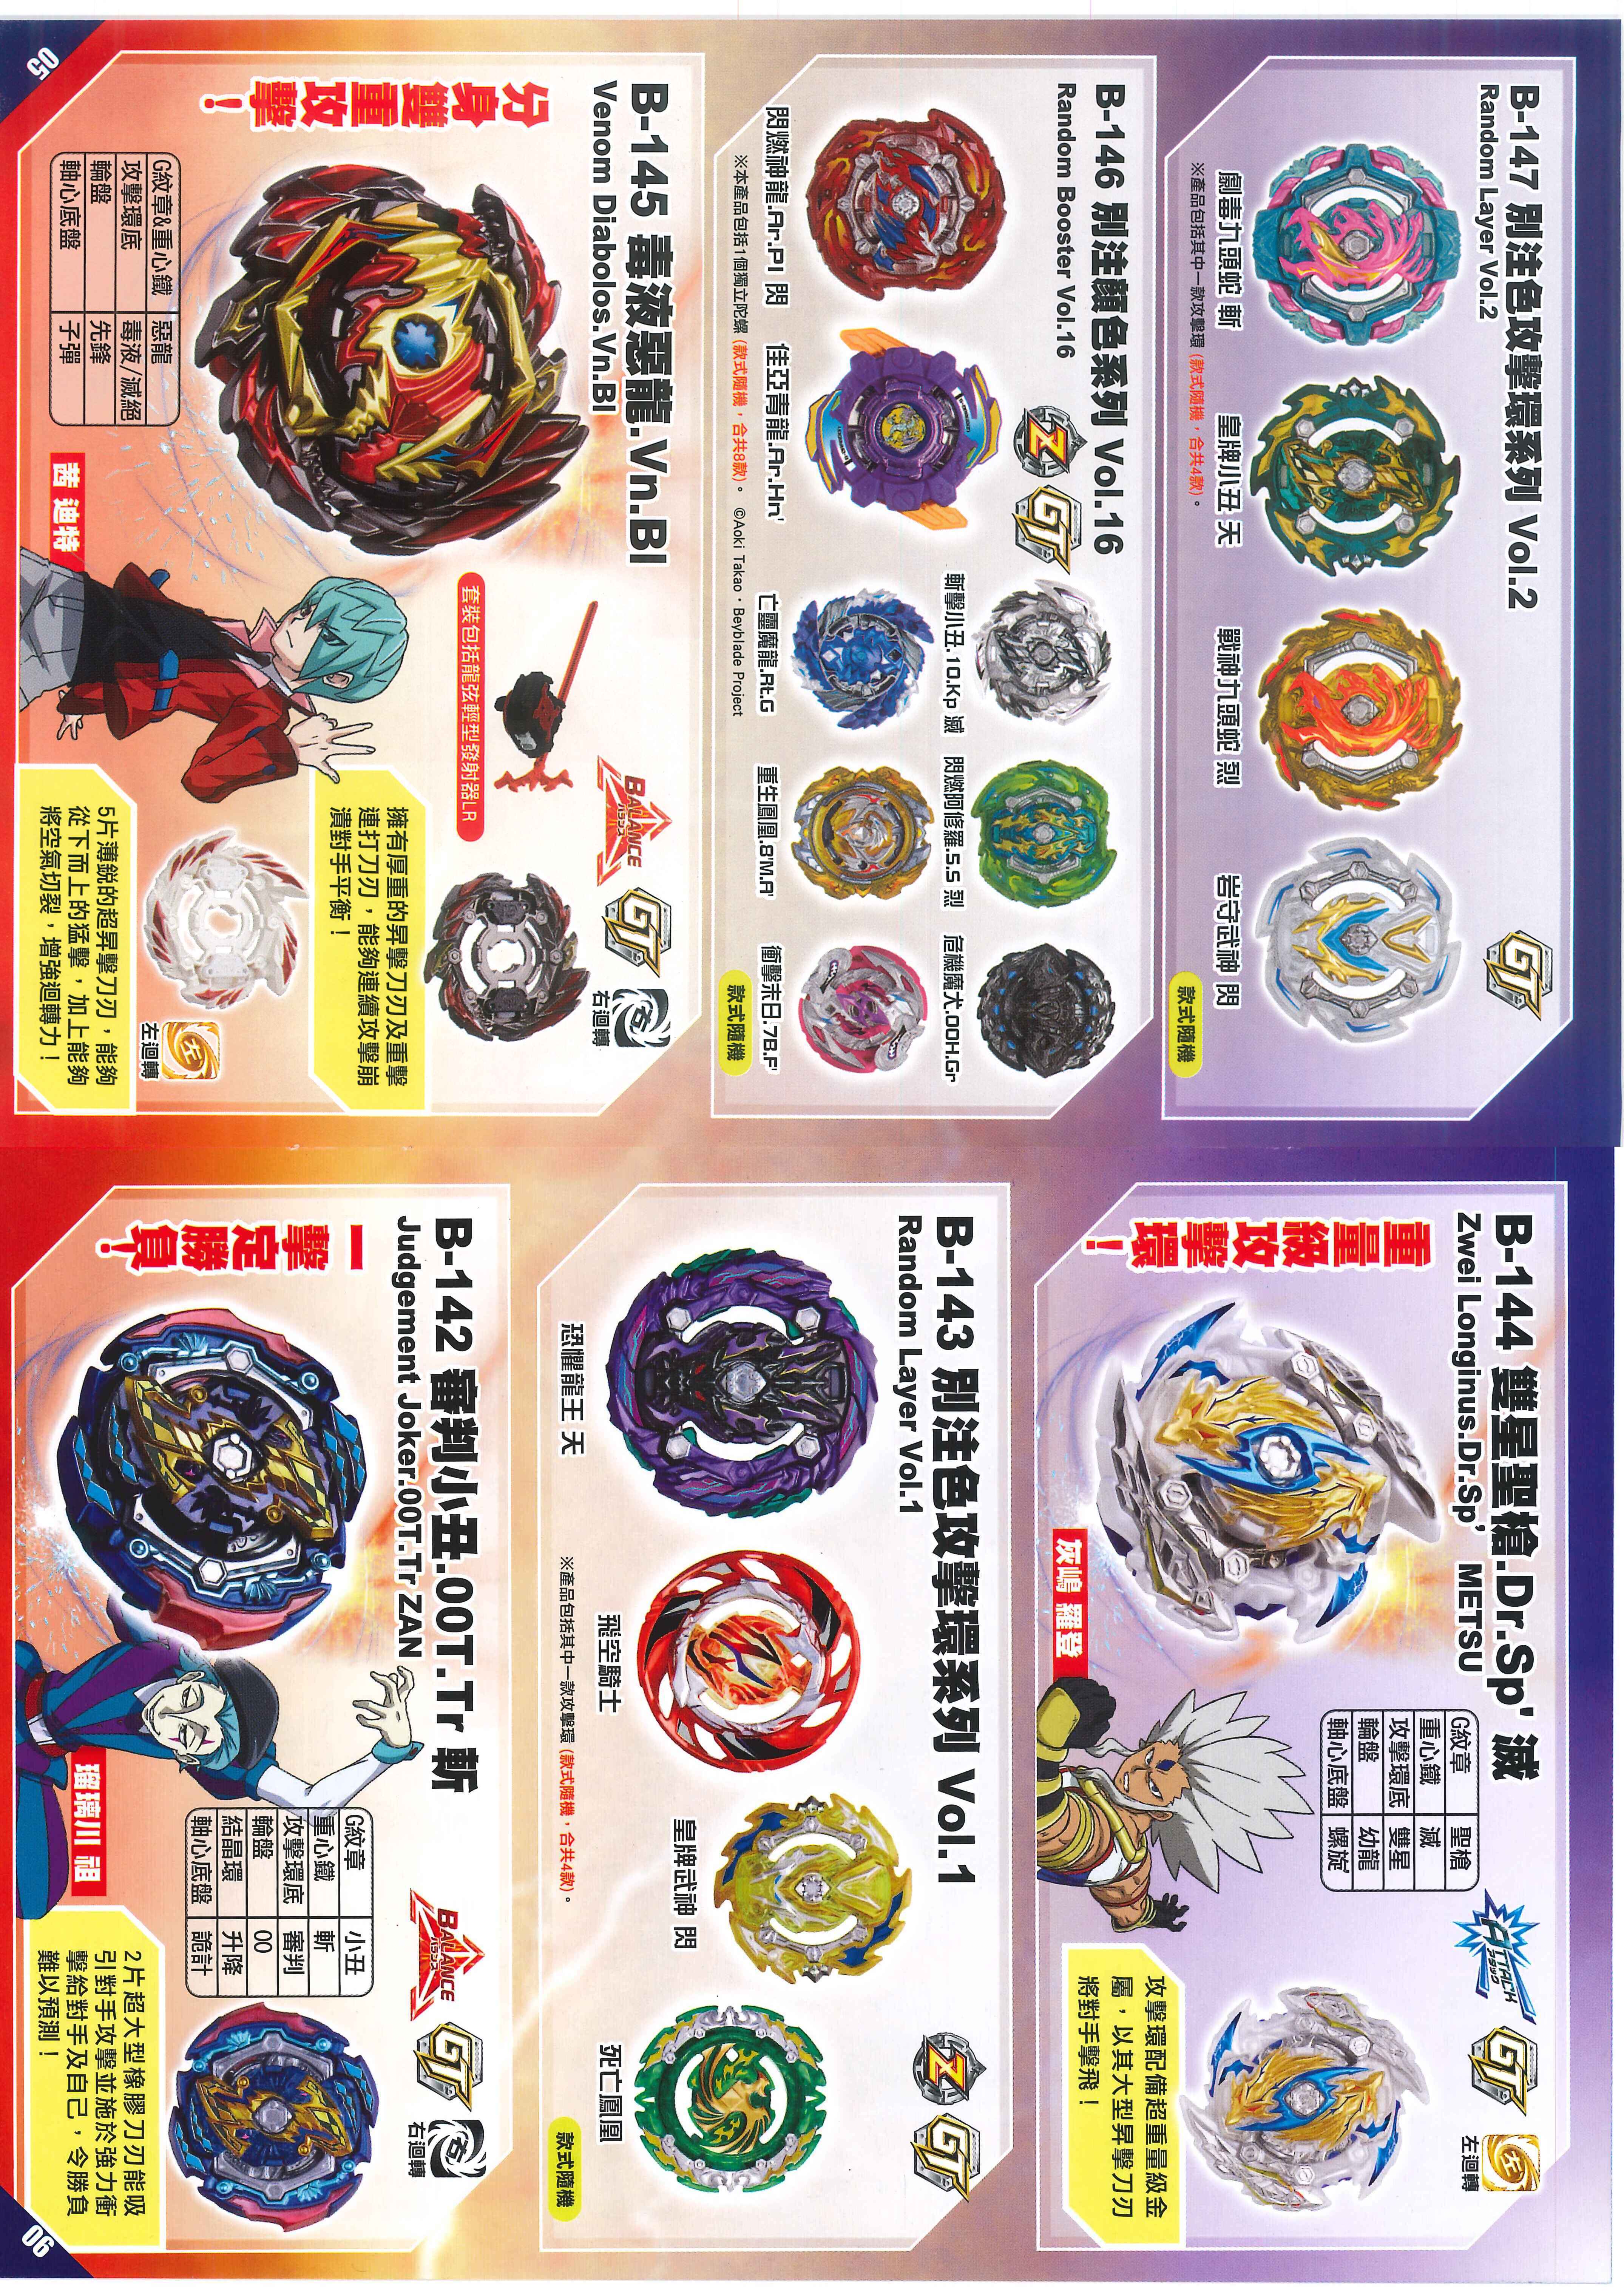 B-147 別注色攻擊環系列 Vol.2
Random Layer Vol.2
GT
劇毒九頭蛇 斬
皇牌小丑 天
戰神九頭蛇 烈
岩守武神 閃
※產品包括其中一款攻擊環 (款式隨機，合共4款)。
款式隨機
B-146 別注顏色系列 Vol.16
Random Booster Vol.16
Z GT
斬擊小丑.10.Kp 滅
閃燃阿修羅.5.S 烈
危機魔犬.00H.Gr
閃燃神龍.Ar.Pl 閃
佳亞青龍.Ar.Hn'
亡靈魔龍.Rt.G
重生鳳凰.8'M.A'
衝擊末日.7B.F'
※本產品包括1個獨立陀螺 (款式隨機，合共8款)。 ©Aoki Takao・Beyblade Project
款式隨機
B-145 毒液惡龍.Vn.Bl
Venom Diabolos.Vn.Bl
BALANCE
バランス
GT
右
右迴轉
分身雙重攻擊！
套裝包括龍弦輕型發射器LR
擁有厚重的昇擊刀刃及重擊
連打刀刃，能夠連續攻擊崩
潰對手平衡！
左
左迴轉
G紋章&重心鐵 惡龍
攻擊環底 毒液/滅絕
輪盤 先鋒
軸心底盤 子彈
茜 迪特
5片薄銳的超昇擊刀刃，能夠
從下而上的猛擊，加上能夠
將空氣切裂，增強迴轉力！
05
B-144 雙星聖槍.Dr.Sp' 滅
Zwei Longinus.Dr.Sp' METSU
ATTACK
アタック
GT
左
左迴轉
G紋章 聖槍
重心鐵 滅
攻擊環底 雙星
輪盤 幼龍
軸心底盤 螺旋'
重量級攻擊環！
灰嶋 羅登
攻擊環配備超重量級金
屬，以其大型昇擊刀刃
將對手擊飛！
B-143 別注色攻擊環系列 Vol.1
Random Layer Vol.1
Z GT
恐懼龍王 天
飛空騎士
皇牌武神 閃
死亡鳳凰
※產品包括其中一款攻擊環 (款式隨機，合共4款)。
款式隨機
B-142 審判小丑.00T.Tr 斬
Judgement Joker.00T.Tr ZAN
BALANCE
バランス
GT
右
右迴轉
一擊定勝負！
G紋章 小丑
重心鐵 斬
攻擊環底 審判
輪盤 00
結晶環 升降
軸心底盤 詭計
瑠璃川 祖
2片超大型橡膠刀刃能吸
引對手攻擊並施於強力衝
擊給對手及自己，令勝負
難以預測！
06